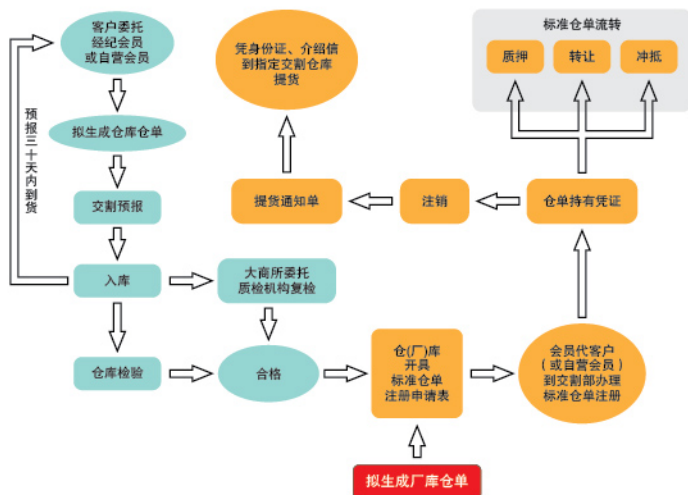 客户委托
经纪会员
或自营会员
拟生成仓库仓单
交割预报
入库
仓库检验
预报三十天内到货
大商所委托
质检机构复检
合格
凭身份证、介绍信
到指定交割仓库
提货
提货通知单
注销
仓单持有凭证
标准仓单流转
质押
转让
冲抵
仓(厂)库
开具
标准仓单
注册申请表
会员代客户
(或自营会员)
到交割部办理
标准仓单注册
拟生成厂库仓单